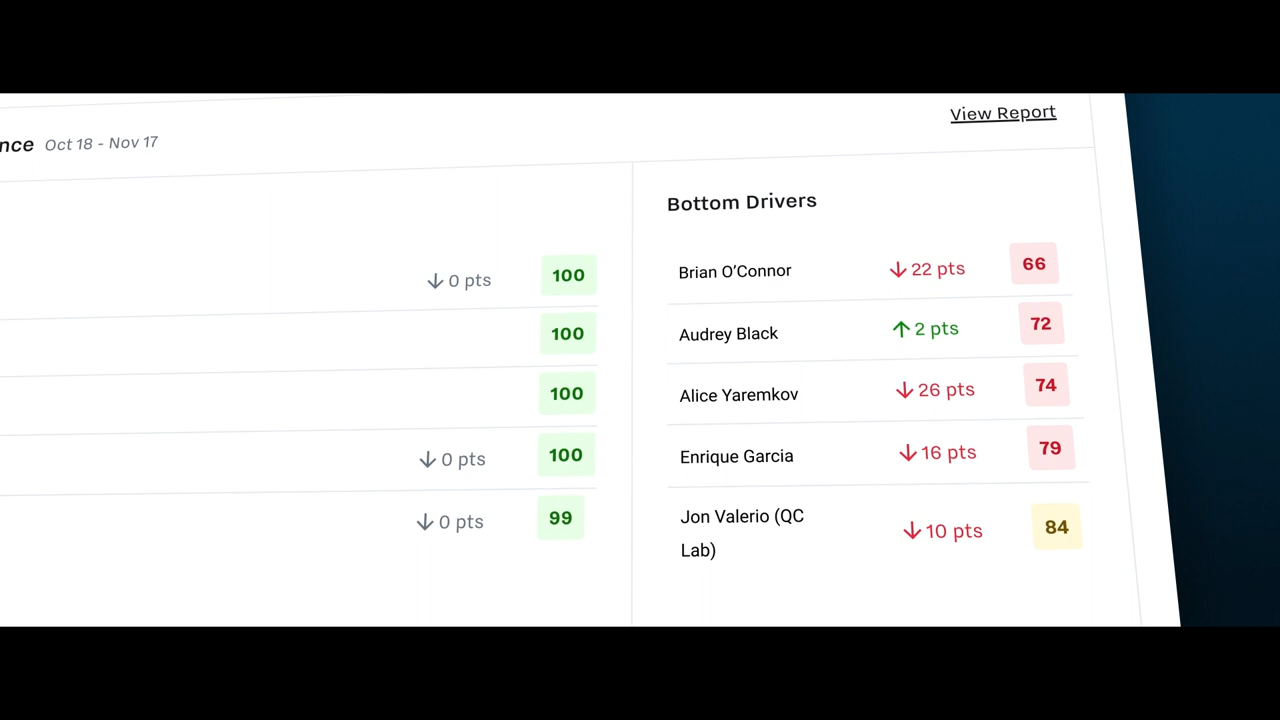 nce Oct 18 - Nov 17
View Report
↓ 0 pts 100
100
100
↓ 0 pts 100
↓ 0 pts 99
Bottom Drivers
Brian O’Connor ↓ 22 pts 66
Audrey Black ↑ 2 pts 72
Alice Yaremkov ↓ 26 pts 74
Enrique Garcia ↓ 16 pts 79
Jon Valerio (QC
Lab) ↓ 10 pts 84